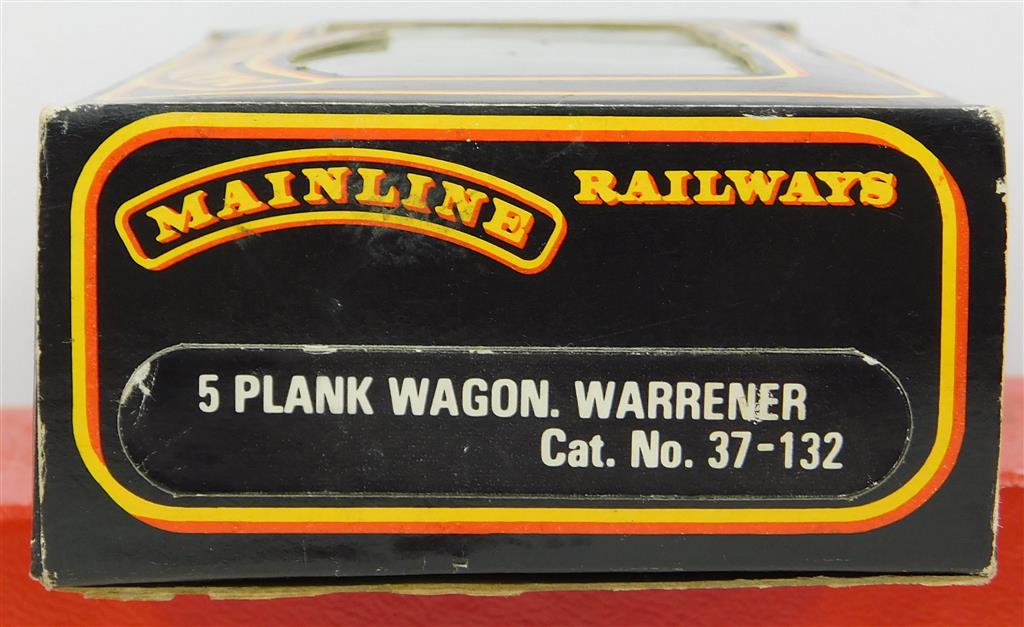 MAINLINE RAILWAYS
5 PLANK WAGON. WARRENER
Cat. No. 37-132